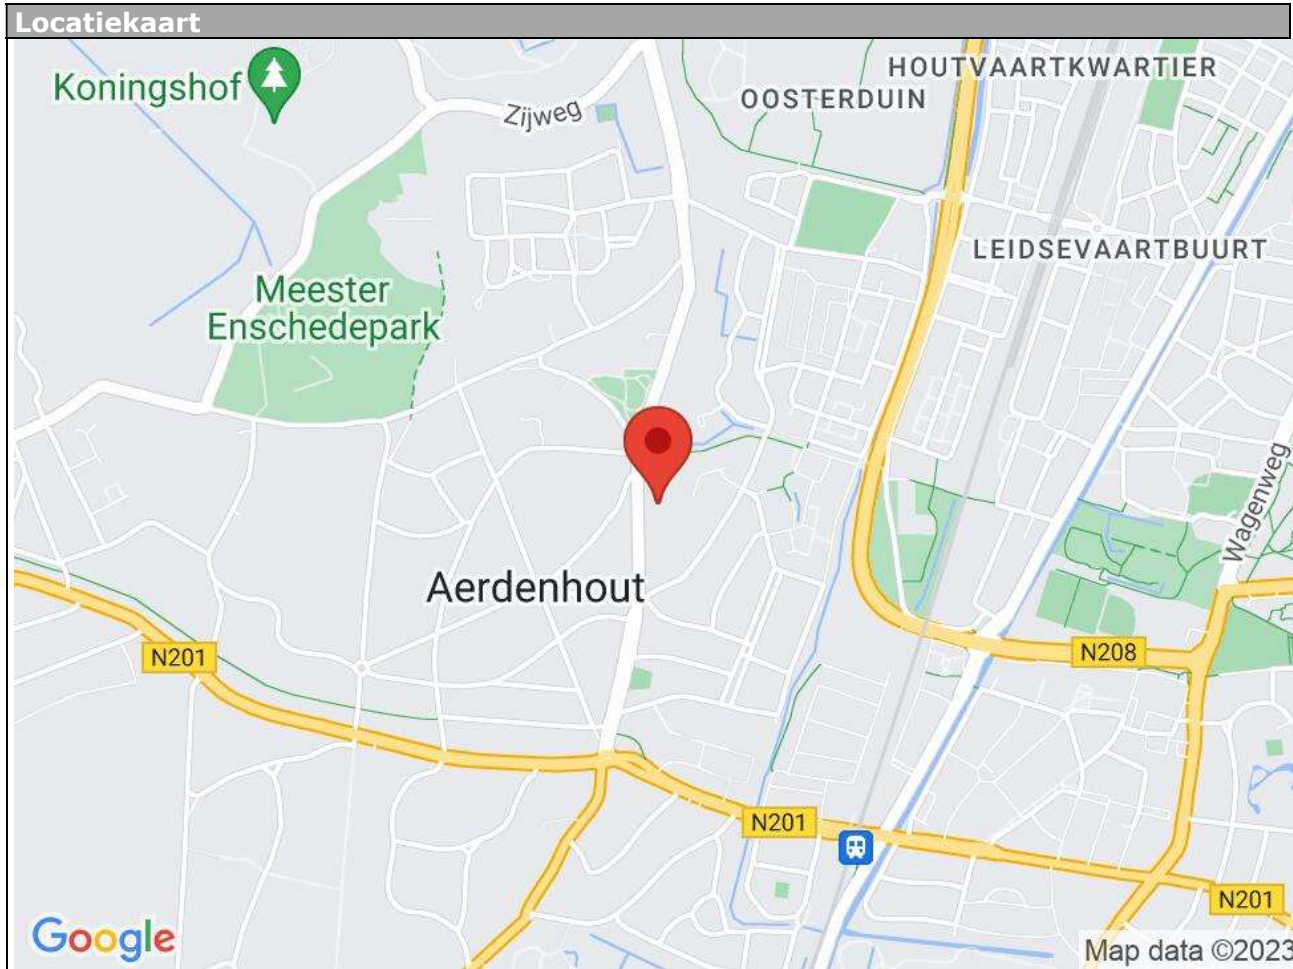 Locatiekaart
Koningshof
Zijweg
HOUTVAARTKWARTIER
OOSTERDUIN
LEIDSEVAARTBUURT
Meester
Enschedepark
Wagenweg
Aerdenhout
N201
N208
N201
N201
Google
Map data ©2023